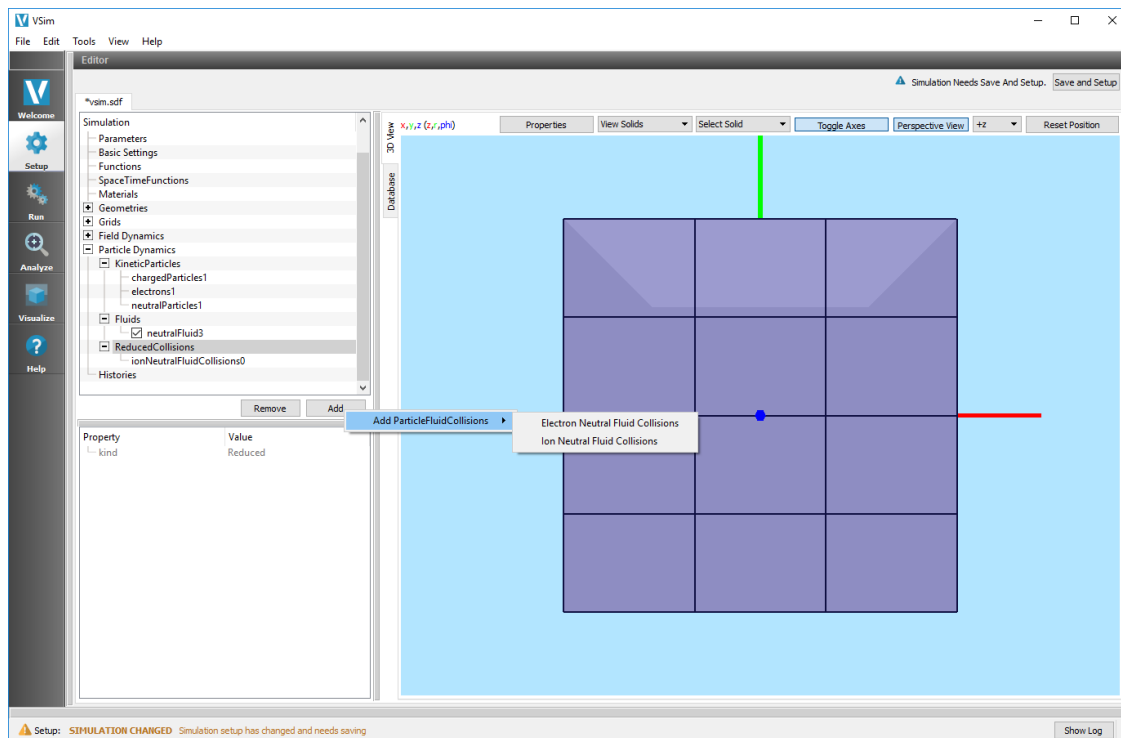 VSim
File Edit Tools View Help
Editor
Simulation Needs Save And Setup. Save and Setup
*vsim.sdf
Welcome
Setup
Run
Analyze
Visualize
Help
Simulation
Parameters
Basic Settings
Functions
SpaceTimeFunctions
Materials
Geometries
Grids
Field Dynamics
Particle Dynamics
KineticParticles
chargedParticles1
electrons1
neutralParticles1
Fluids
neutralFluid3
ReducedCollisions
ionNeutralFluidCollisions0
Histories
Remove Add
Property Value
kind Reduced
3D View
Database
x,y,z (z,r,phi) Properties View Solids Select Solid Toggle Axes Perspective View +z Reset Position
Add ParticleFluidCollisions
Electron Neutral Fluid Collisions
Ion Neutral Fluid Collisions
Setup: SIMULATION CHANGED Simulation setup has changed and needs saving Show Log